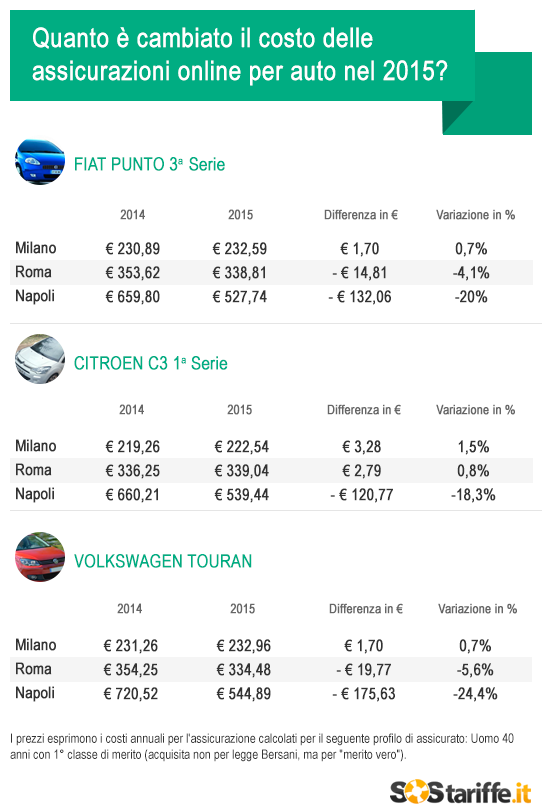 Quanto è cambiato il costo delle
assicurazioni online per auto nel 2015?
FIAT PUNTO 3ª Serie
2014 2015 Differenza in € Variazione in %
Milano € 230,89 € 232,59 € 1,70 0,7%
Roma € 353,62 € 338,81 - € 14,81 -4,1%
Napoli € 659,80 € 527,74 - € 132,06 -20%
CITROEN C3 1ª Serie
2014 2015 Differenza in € Variazione in %
Milano € 219,26 € 222,54 € 3,28 1,5%
Roma € 336,25 € 339,04 € 2,79 0,8%
Napoli € 660,21 € 539,44 - € 120,77 -18,3%
VOLKSWAGEN TOURAN
2014 2015 Differenza in € Variazione in %
Milano € 231,26 € 232,96 € 1,70 0,7%
Roma € 354,25 € 334,48 - € 19,77 -5,6%
Napoli € 720,52 € 544,89 - € 175,63 -24,4%
I prezzi esprimono i costi annuali per l'assicurazione calcolati per il seguente profilo di assicurato: Uomo 40
anni con 1° classe di merito (acquisita non per legge Bersani, ma per "merito vero").
SOStariffe.it